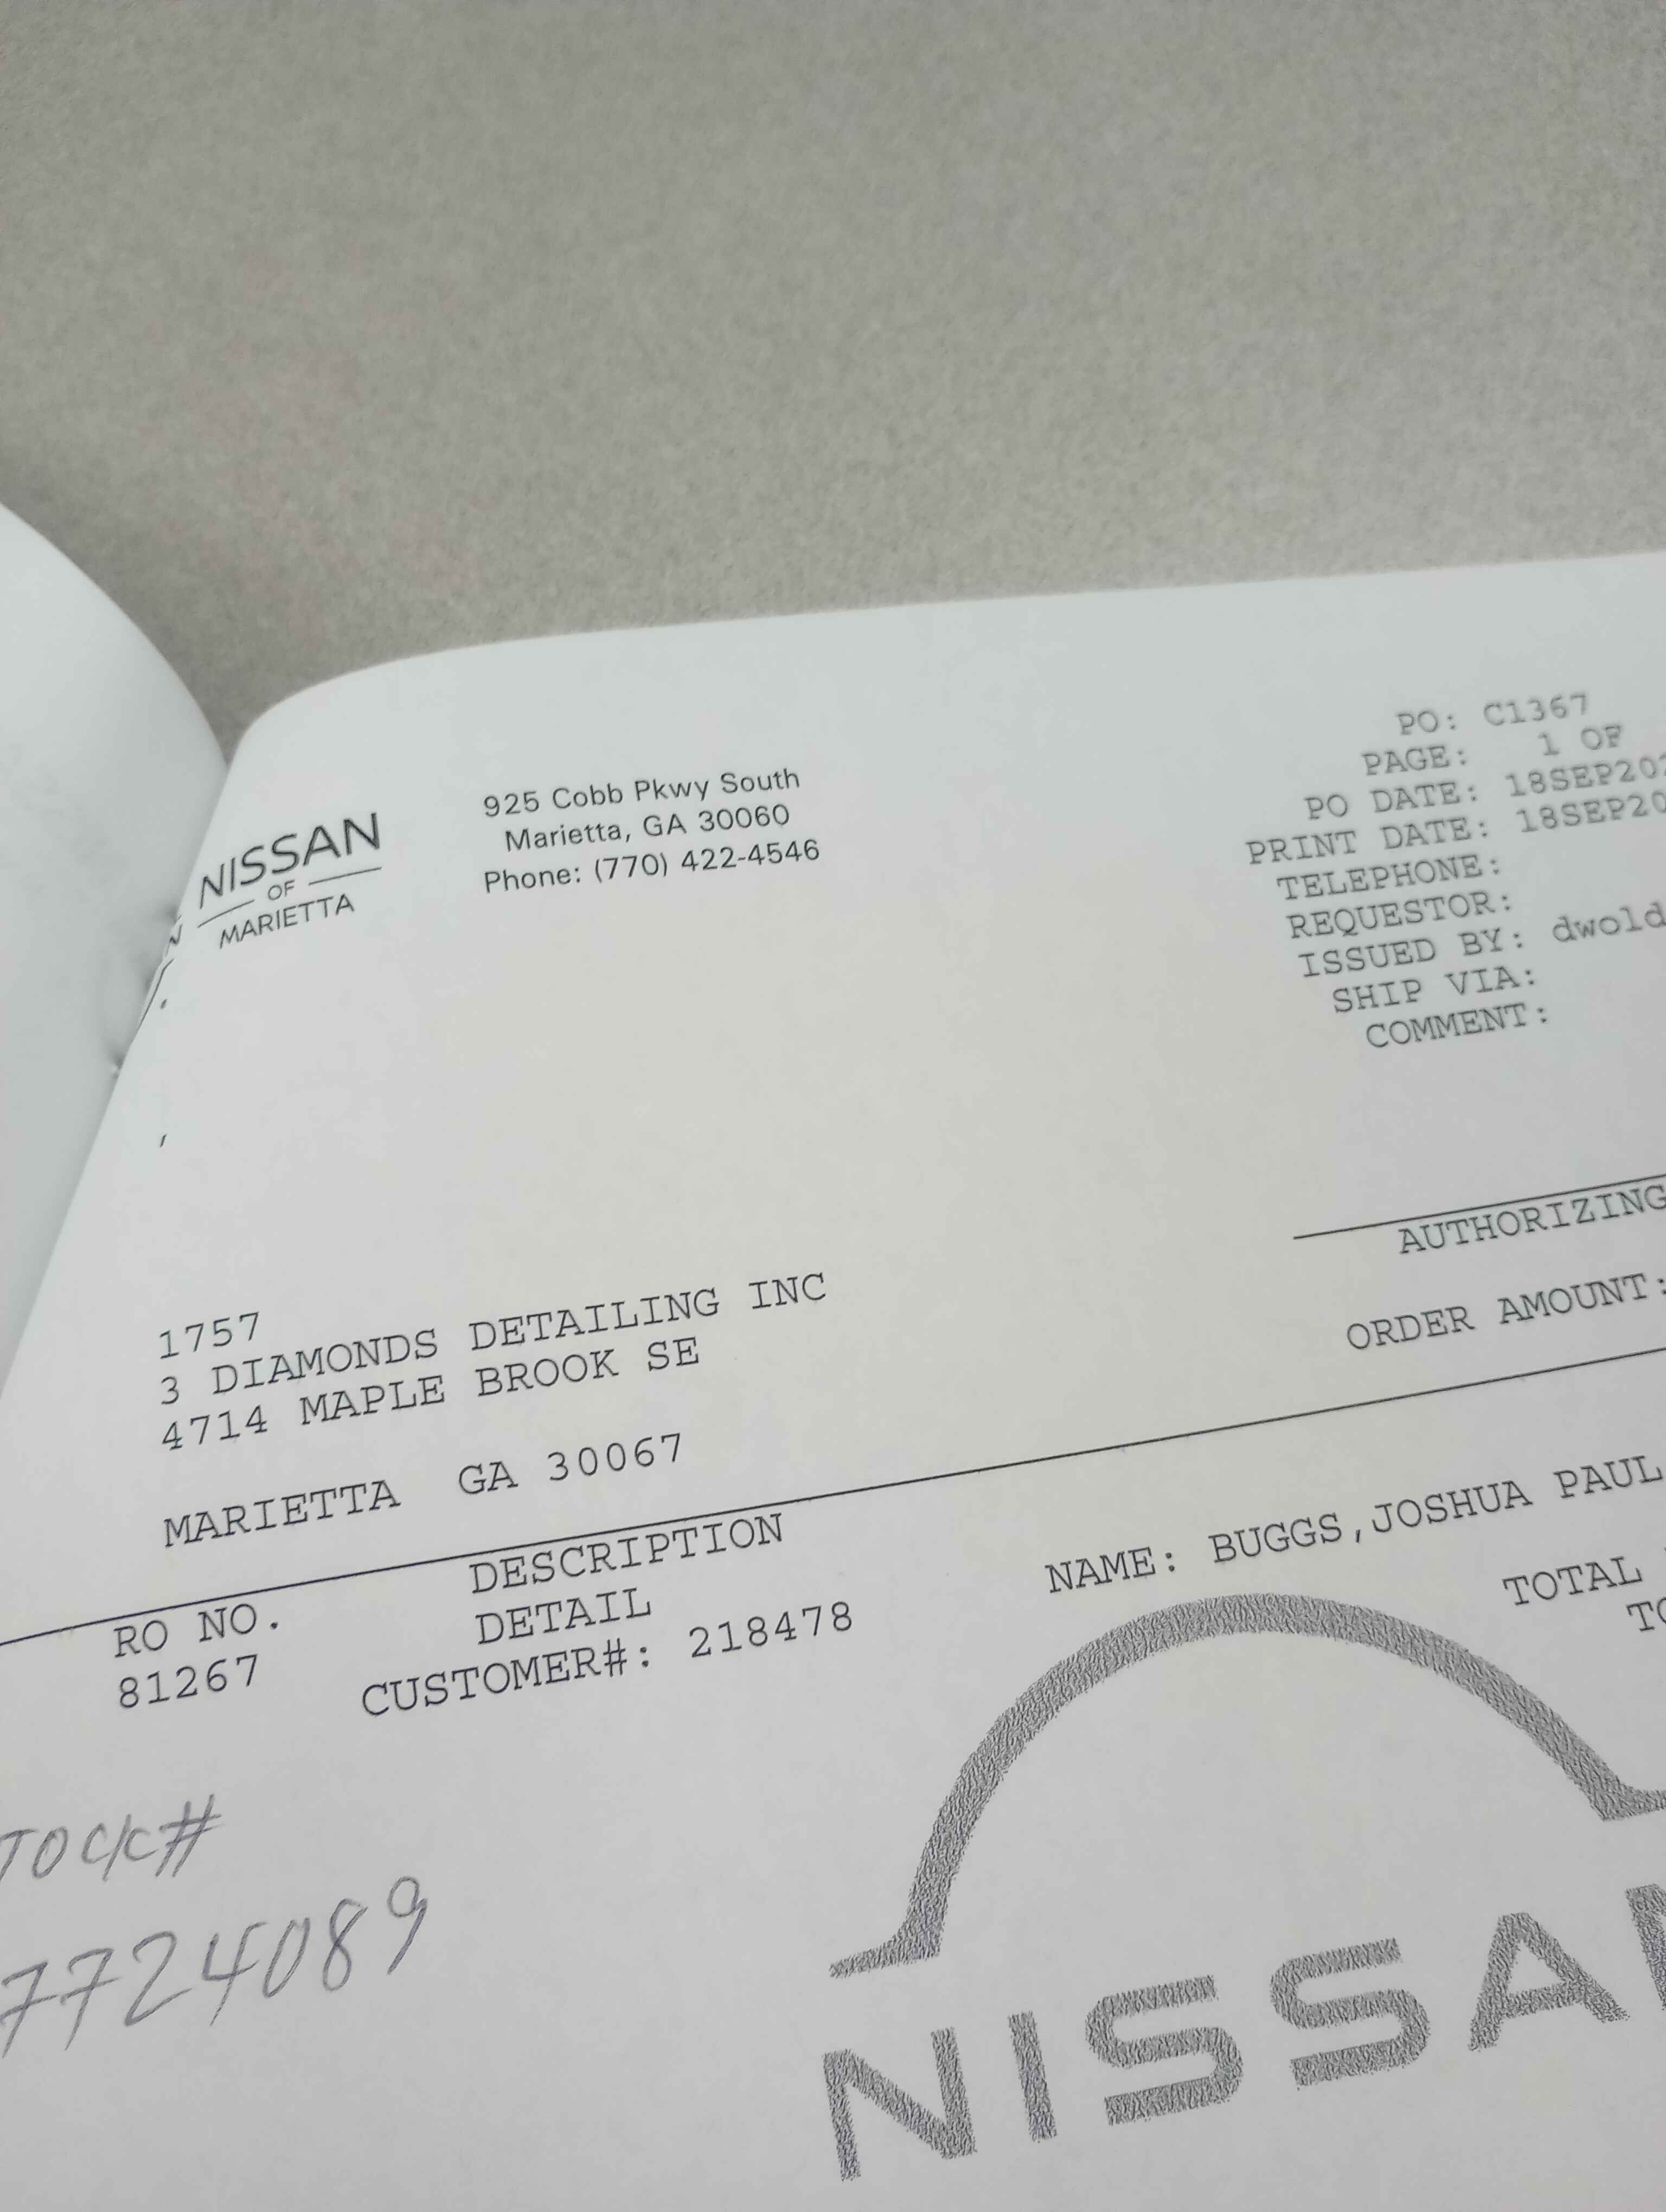 NISSAN
OF
MARIETTA
925 Cobb Pkwy South
Marietta, GA 30060
Phone: (770) 422-4546
PO: C1367
PAGE: 1 OF
PO DATE: 18SEP202
PRINT DATE: 18SEP20
TELEPHONE:
REQUESTOR:
ISSUED BY: dwold
SHIP VIA:
COMMENT:
AUTHORIZING
ORDER AMOUNT:
1757
3 DIAMONDS DETAILING INC
4714 MAPLE BROOK SE
MARIETTA GA 30067
RO NO. DESCRIPTION
81267 DETAIL
CUSTOMER#: 218478 NAME: BUGGS,JOSHUA PAUL
TOTAL
TO
TOCK#
7724089
NISSAN